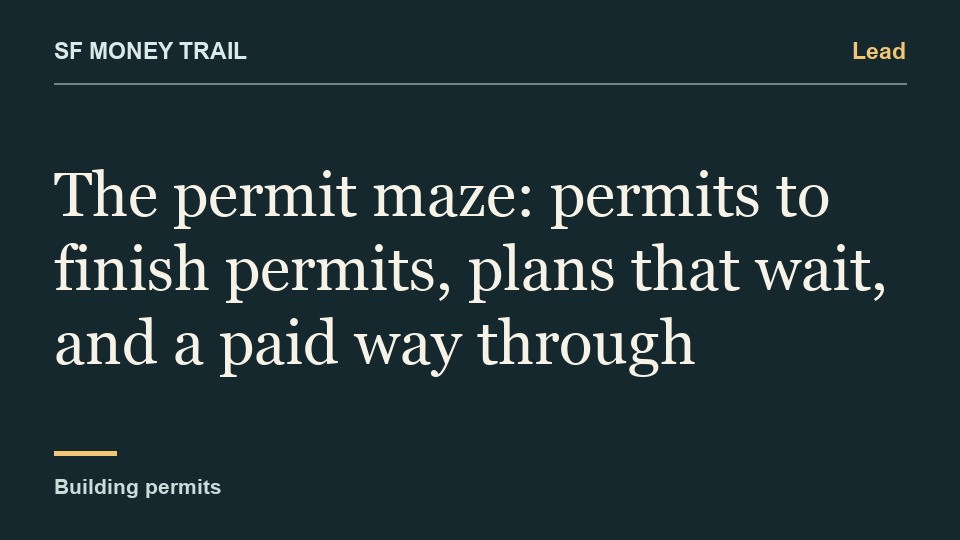 SF MONEY TRAIL
Lead
The permit maze: permits to
finish permits, plans that wait,
and a paid way through
Building permits